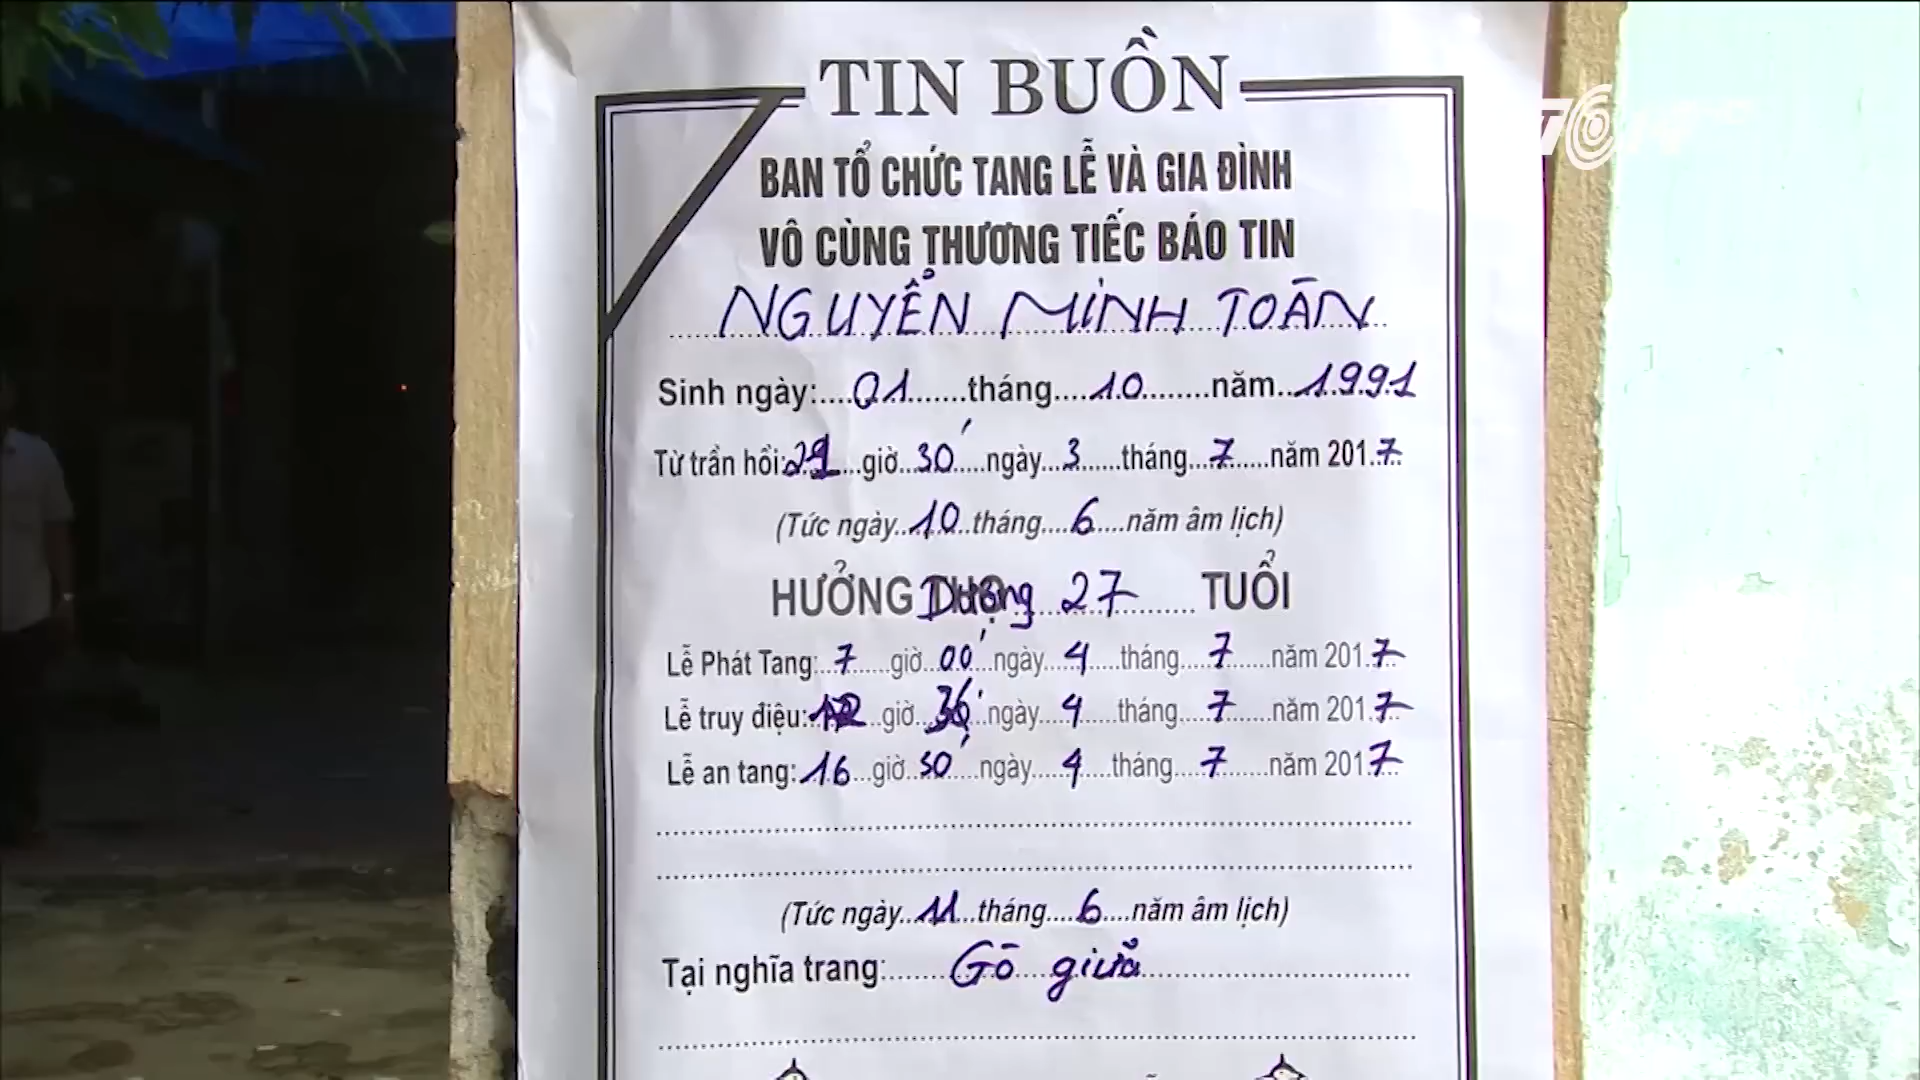 TIN BUỒN
BAN TỔ CHỨC TANG LỄ VÀ GIA ĐÌNH
VÔ CÙNG THƯƠNG TIẾC BÁO TIN
NGUYỄN MINH TOÀN
Sinh ngày:....01.......tháng....10........năm...1991
Từ trần hồi:21...giờ..30´....ngày...3.....tháng...7.....năm 2017
(Tức ngày..10..tháng....6....năm âm lịch)
HƯỞNG Dương 27 TUỔI
Lễ Phát Tang:..7.....giờ..00´..ngày...4....tháng....7.....năm 2017
Lễ truy điệu: giờ ngày...4....tháng....7.....năm 2017
Lễ an tang:16...giờ 30´ ngày....4....tháng....7.....năm 2017
(Tức ngày..11..tháng....6....năm âm lịch)
Tại nghĩa trang:......Gò giữa